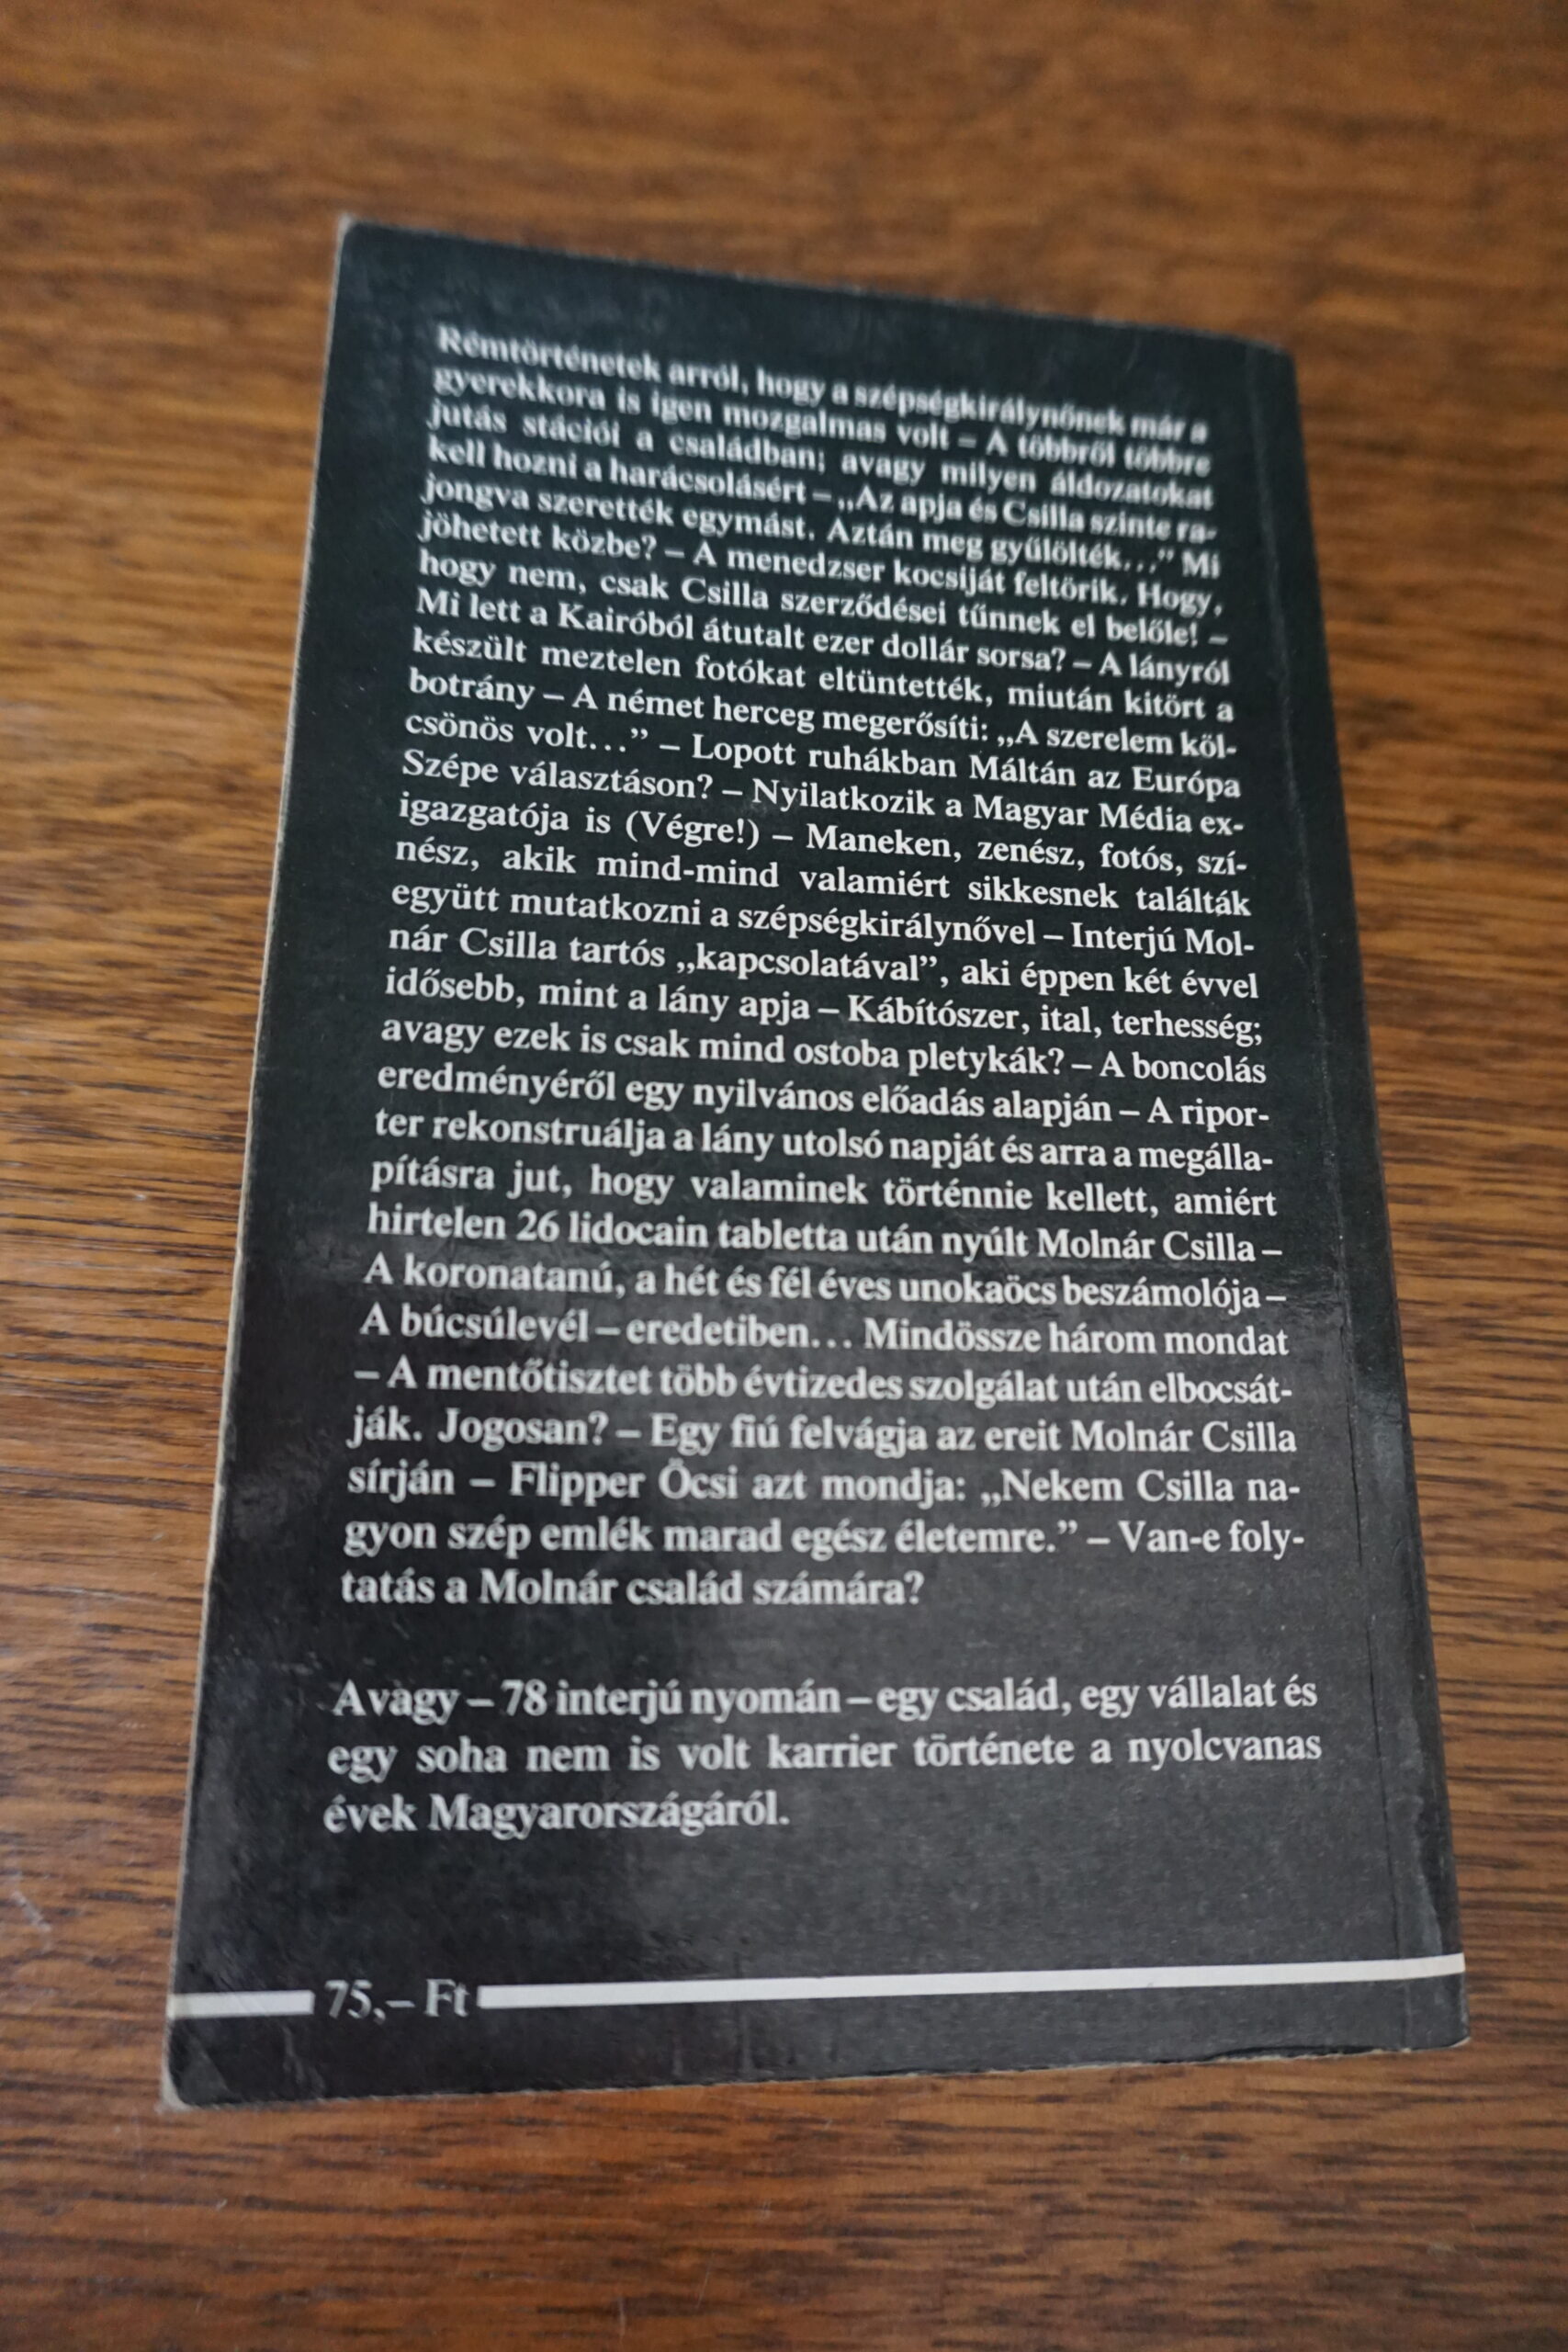 Rémtörténetek arról, hogy a szépségkirálynőnek már a
gyerekkora is igen mozgalmas volt – A többről többre
jutás stációi a családban; avagy milyen áldozatokat
kell hozni a harácsolásért – „Az apja és Csilla szinte ra-
jongva szerették egymást. Aztán meg gyűlölték...” Mi
jöhetett közbe? – A menedzser kocsiját feltörik. Hogy,
hogy nem, csak Csilla szerződései tűnnek el belőle! –
Mi lett a Kairóból átutalt ezer dollár sorsa? – A lányról
készült meztelen fotókat eltüntették, miután kitört a
botrány – A német herceg megerősíti: „A szerelem köl-
csönös volt...” – Lopott ruhákban Máltán az Európa
Szépe választáson? – Nyilatkozik a Magyar Média ex-
igazgatója is (Végre!) – Maneken, zenész, fotós, szí-
nész, akik mind-mind valamiért sikkesnek találták
együtt mutatkozni a szépségkirálynővel – Interjú Mol-
nár Csilla tartós „kapcsolatával”, aki éppen két évvel
idősebb, mint a lány apja – Kábítószer, ital, terhesség;
avagy ezek is csak mind ostoba pletykák? – A boncolás
eredményéről egy nyilvános előadás alapján – A ripor-
ter rekonstruálja a lány utolsó napját és arra a megálla-
pításra jut, hogy valaminek történnie kellett, amiért
hirtelen 26 lidocain tabletta után nyúlt Molnár Csilla –
A koronatanú, a hét és fél éves unokaöcs beszámolója –
A búcsúlevél – eredetiben... Mindössze három mondat
– A mentőtisztet több évtizedes szolgálat után elbocsát-
ják. Jogosan? – Egy fiú felvágja az ereit Molnár Csilla
sírján – Flipper Öcsi azt mondja: „Nekem Csilla na-
gyon szép emlék marad egész életemre.” – Van-e foly-
tatás a Molnár család számára?
Avagy – 78 interjú nyomán – egy család, egy vállalat és
egy soha nem is volt karrier története a nyolcvanas
évek Magyarországáról.
75,– Ft